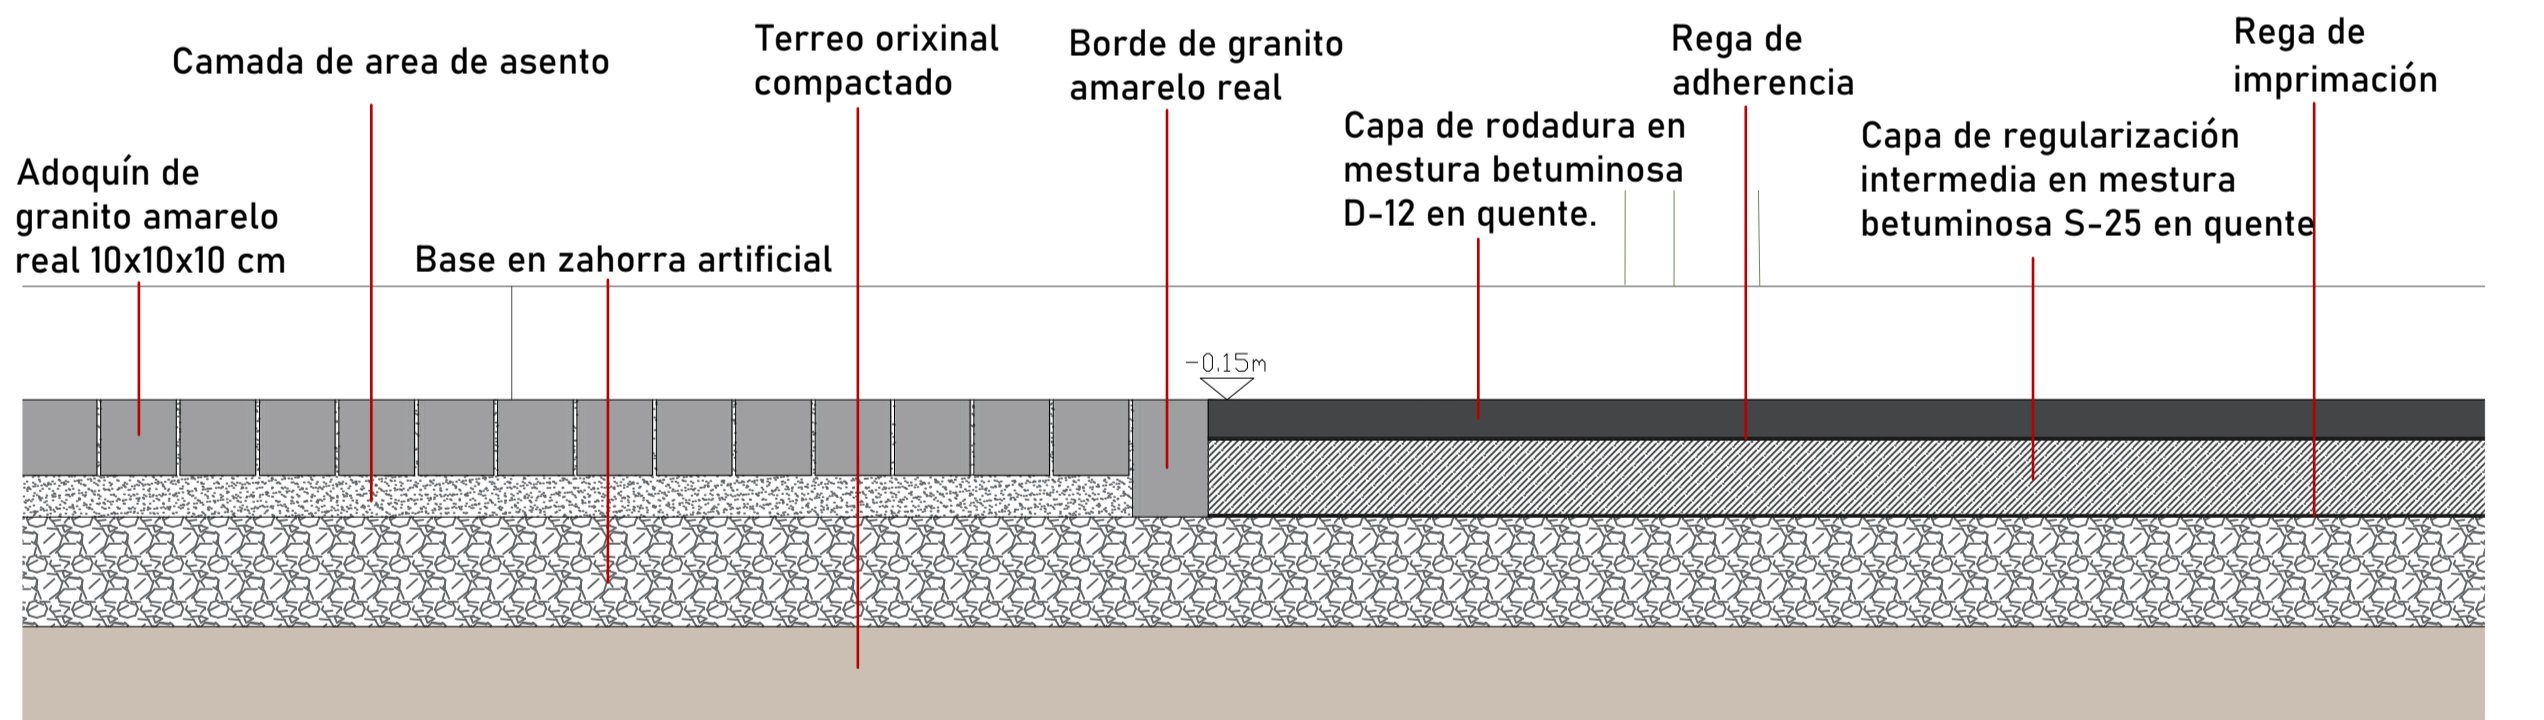 Camada de area de asento
Terreo orixinal
compactado
Borde de granito
amarelo real
Rega de
adherencia
Rega de
imprimación
Adoquín de
granito amarelo
real 10x10x10 cm
Base en zahorra artificial
Capa de rodadura en
mestura betuminosa
D-12 en quente.
Capa de regularización
intermedia en mestura
betuminosa S-25 en quente
-0.15m